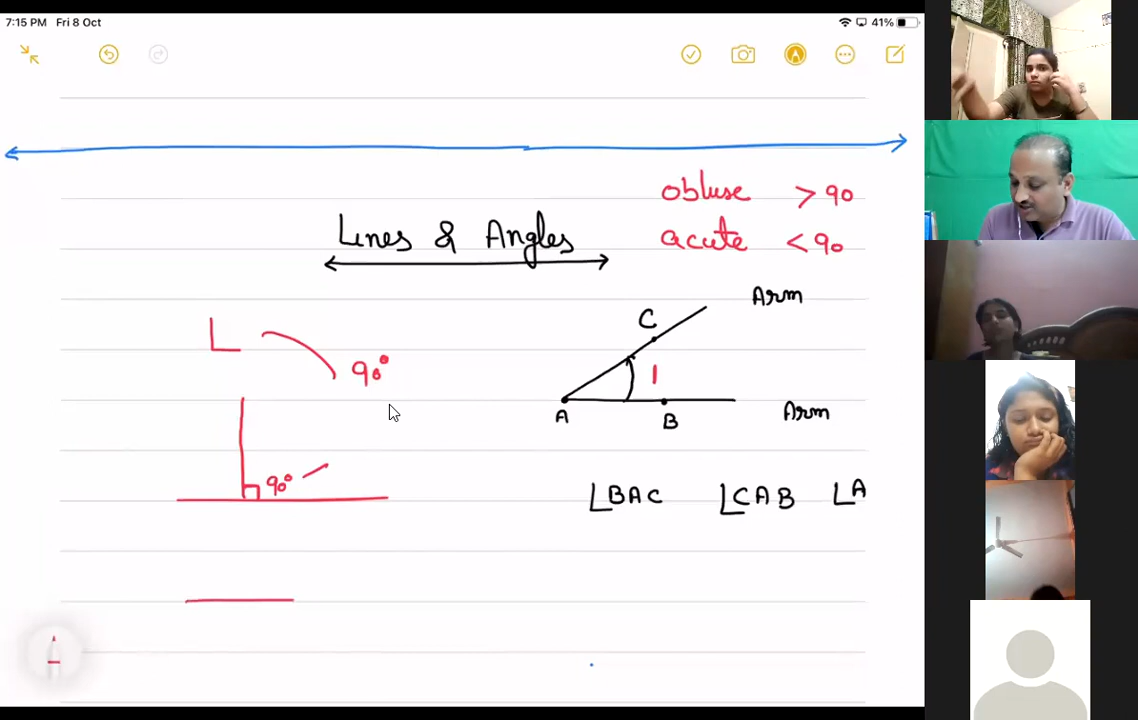 7:15 PM Fri 8 Oct
41%
obluse > 90
Lines & Angles
acute < 90
Arm
C
90°
1
A
B
Arm
90°
∠BAC ∠CAB ∠A